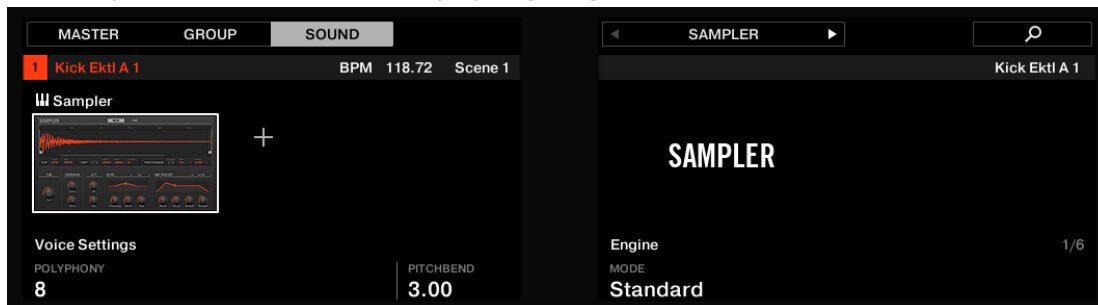 MASTER GROUP SOUND
1 Kick Ektl A 1 BPM 118.72 Scene 1
Sampler
SAMPLER
+
Voice Settings
POLYPHONY PITCHBEND
8 3.00
SAMPLER
Kick Ektl A 1
SAMPLER
Engine 1/6
MODE
Standard